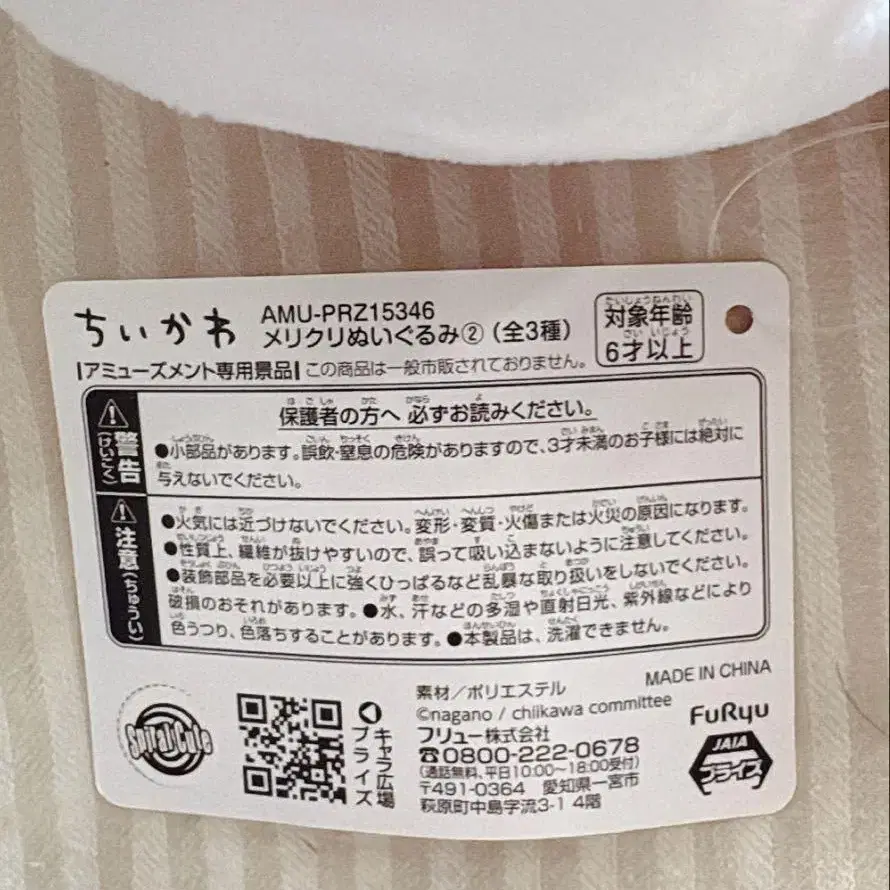 ちいかわ
AMU-PRZ15346
メリクリぬいぐるみ②(全3種)
対象年齢
6才以上
アミューズメント専用景品 この商品は一般市販されておりません。
警告(けいこく)
保護者の方へ 必ずお読みください。
●小部品があります。誤飲・窒息の危険がありますので、3才未満のお子様には絶対に
与えないでください。
注意(ちゅうい)
●火気には近づけないでください。変形・変質・火傷または火災の原因になります。
●性質上、繊維が抜けやすいので、誤って吸い込まないように注意してください。
●装飾部品を必要以上に強くひっぱるなど乱暴な取り扱いをしないでください。
破損のおそれがあります。●水、汗などの多湿や直射日光、紫外線などにより
色うつり、色落ちすることがあります。●本製品は、洗濯できません。
Spiral Cute
キャラ広場
プライズ
素材/ポリエステル
©nagano / chiikawa committee
フリュー株式会社
☎0800-222-0678
(通話無料、平日10:00~18:00受付)
〒491-0364 愛知県一宮市
萩原町中島字流3-1 4階
MADE IN CHINA
FuRyu
JAIA
プライズ